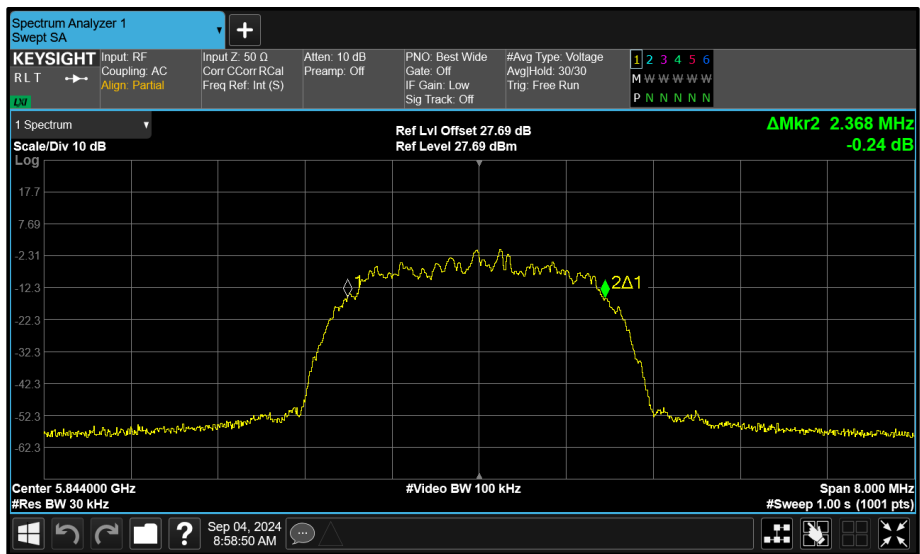 Spectrum Analyzer 1
Swept SA
+
KEYSIGHT
R L T
LXI
Input: RF
Coupling: AC
Align: Partial
Input Z: 50 Ω
Corr CCorr RCal
Freq Ref: Int (S)
Atten: 10 dB
Preamp: Off
PNO: Best Wide
Gate: Off
IF Gain: Low
Sig Track: Off
#Avg Type: Voltage
Avg|Hold: 30/30
Trig: Free Run
1 2 3 4 5 6
M W W W W W
P N N N N N
1 Spectrum
Scale/Div 10 dB
Log
Ref Lvl Offset 27.69 dB
Ref Level 27.69 dBm
ΔMkr2 2.368 MHz
-0.24 dB
17.7
7.69
-2.31
-12.3
-22.3
-32.3
-42.3
-52.3
-62.3
1
2Δ1
Center 5.844000 GHz
#Res BW 30 kHz
#Video BW 100 kHz
Span 8.000 MHz
#Sweep 1.00 s (1001 pts)
?
Sep 04, 2024
8:58:50 AM